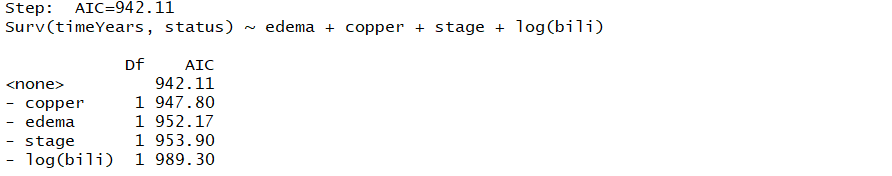 Step:  AIC=942.11
Surv(timeYears, status) ~ edema + copper + stage + log(bili)

            Df    AIC
<none>         942.11
- copper     1 947.80
- edema      1 952.17
- stage      1 953.90
- log(bili)  1 989.30